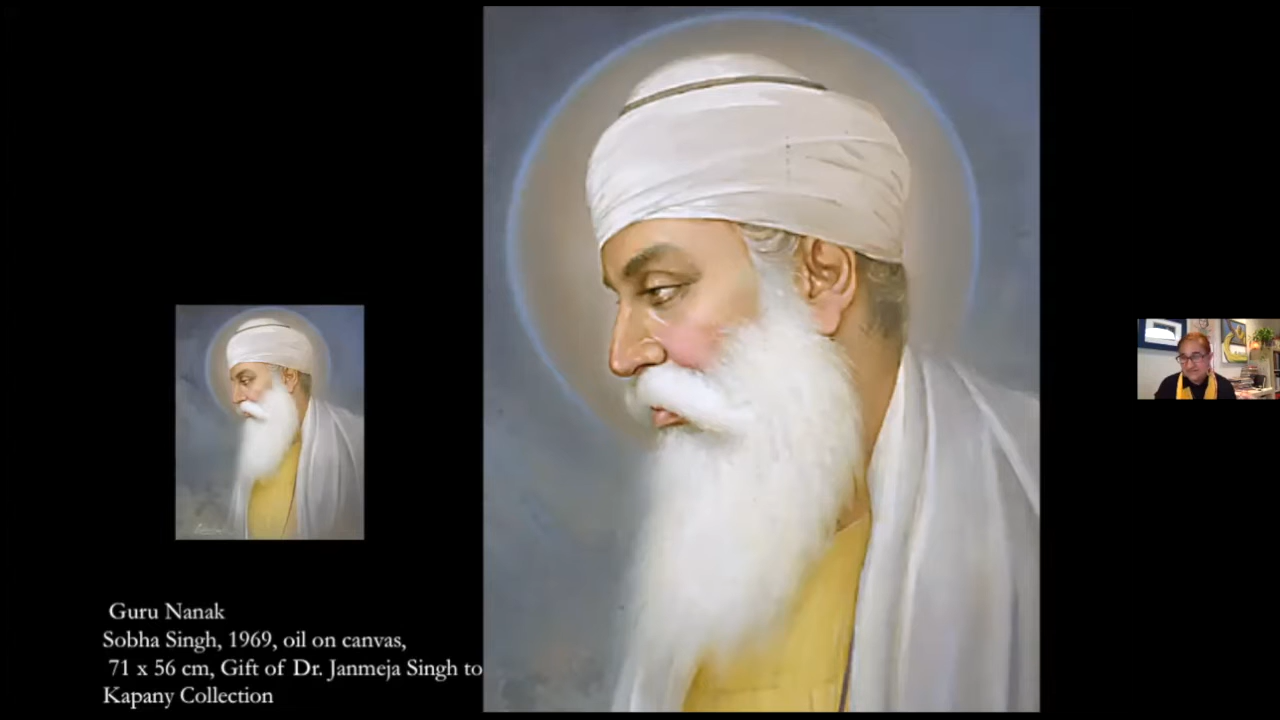 Guru Nanak
Sobha Singh, 1969, oil on canvas,
71 x 56 cm, Gift of Dr. Janmeja Singh to
Kapany Collection